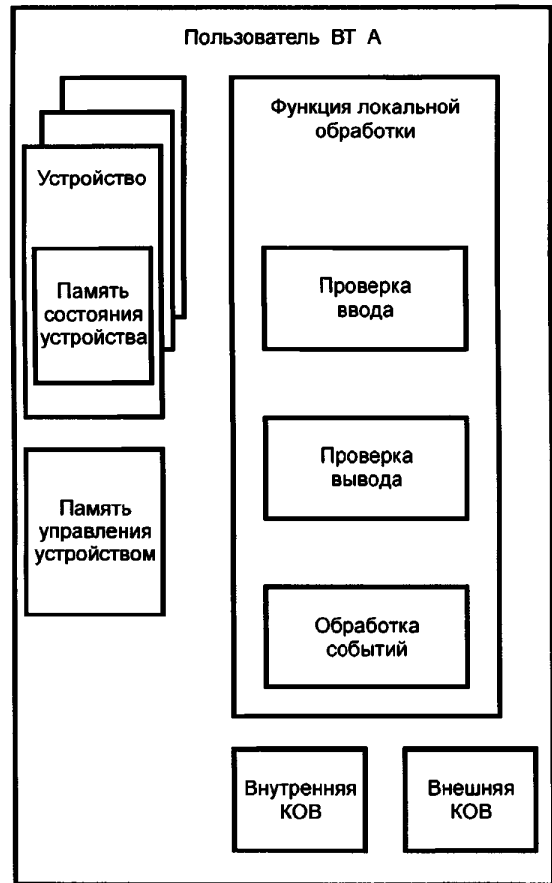 Пользователь ВТ А
Устройство
Память
состояния
устройства
Память
управления
устройством
Функция локальной
обработки
Проверка
ввода
Проверка
вывода
Обработка
событий
Внутренняя
КОВ
Внешняя
КОВ